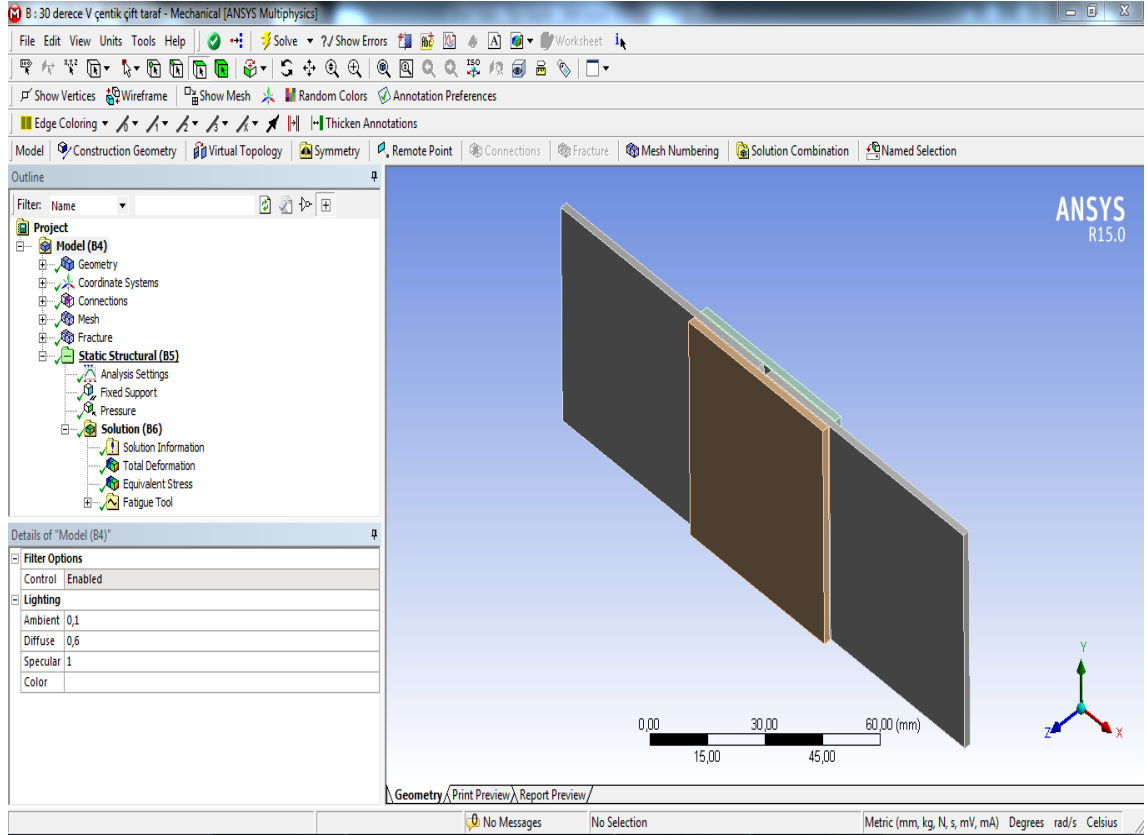 B : 30 derece V çentik çift taraf - Mechanical [ANSYS Multiphysics]
File Edit View Units Tools Help Solve ?./ Show Errors Worksheet
Show Vertices Wireframe Show Mesh Random Colors Annotation Preferences
Edge Coloring Thicken Annotations
Model Construction Geometry Virtual Topology Symmetry Remote Point Connections Fracture Mesh Numbering Solution Combination Named Selection
Outline
Filter: Name
Project
Model (B4)
Geometry
Coordinate Systems
Connections
Mesh
Fracture
Static Structural (B5)
Analysis Settings
Fixed Support
Pressure
Solution (B6)
Solution Information
Total Deformation
Equivalent Stress
Fatigue Tool
Details of "Model (B4)"
Filter Options
Control Enabled
Lighting
Ambient 0,1
Diffuse 0,6
Specular 1
Color
ANSYS
R15.0
Y
Z X
0,00 30,00 60,00 (mm)
15,00 45,00
Geometry Print Preview Report Preview
No Messages No Selection Metric (mm, kg, N, s, mV, mA) Degrees rad/s Celsius